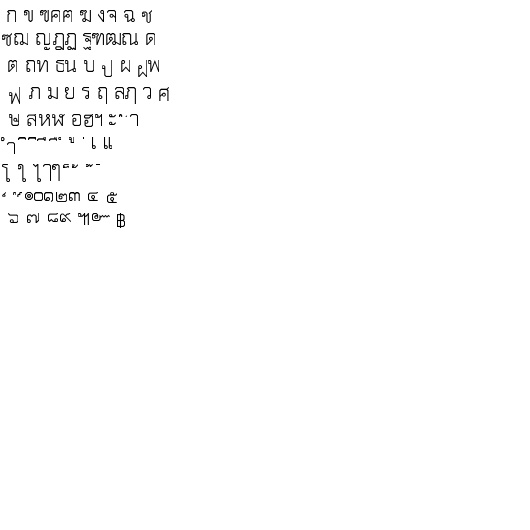 ก ข ฃคฅ ฆ งจ ฉ ช
ซฌ ญฎฏ ฐฑฒณ ด
ต ถท ธน บ ป ผ ฝพ
ฟ ภ ม ย ร ฤ ลฦ ว ศ
ษ สหฬ อฮฯ ะ ั า
ำ ิ ี ึ ื ุ ู ฺ เ แ
โ ใ ไๅๆ ็ ่ ้ ๊
๋ ์ ํ ๎๏๐๑๒๓ ๔ ๕
๖ ๗ ๘๙ ๚๛ ฿